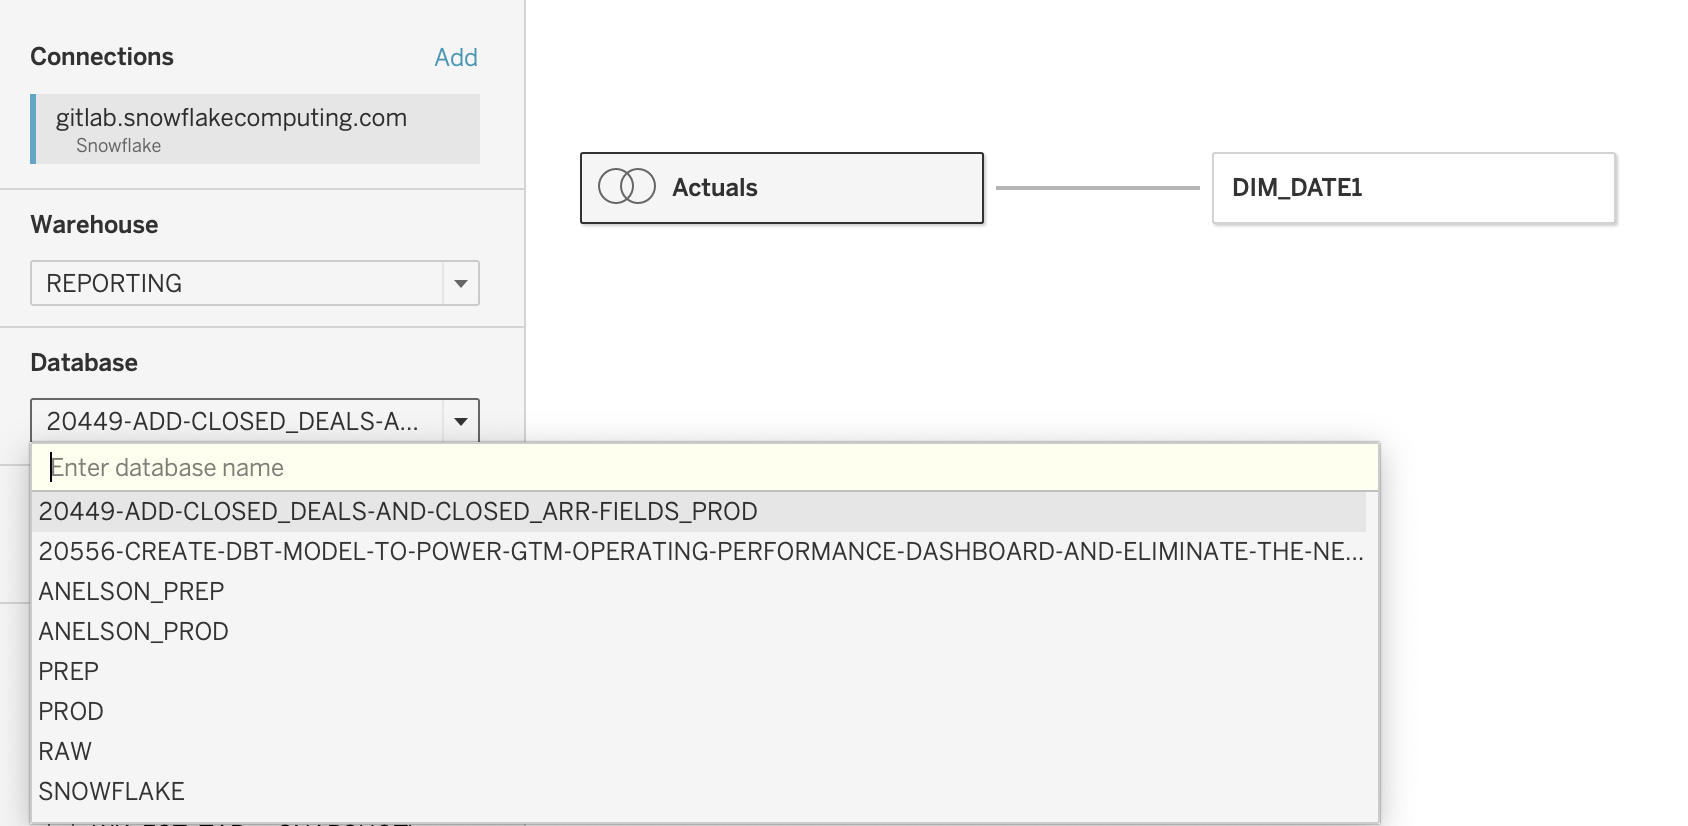 Connections
Add
gitlab.snowflakecomputing.com
Snowflake
Warehouse
REPORTING
Database
20449-ADD-CLOSED_DEALS-A...
Enter database name
20449-ADD-CLOSED_DEALS-AND-CLOSED_ARR-FIELDS_PROD
20556-CREATE-DBT-MODEL-TO-POWER-GTM-OPERATING-PERFORMANCE-DASHBOARD-AND-ELIMINATE-THE-NE...
ANELSON_PREP
ANELSON_PROD
PREP
PROD
RAW
SNOWFLAKE
Actuals
DIM_DATE1